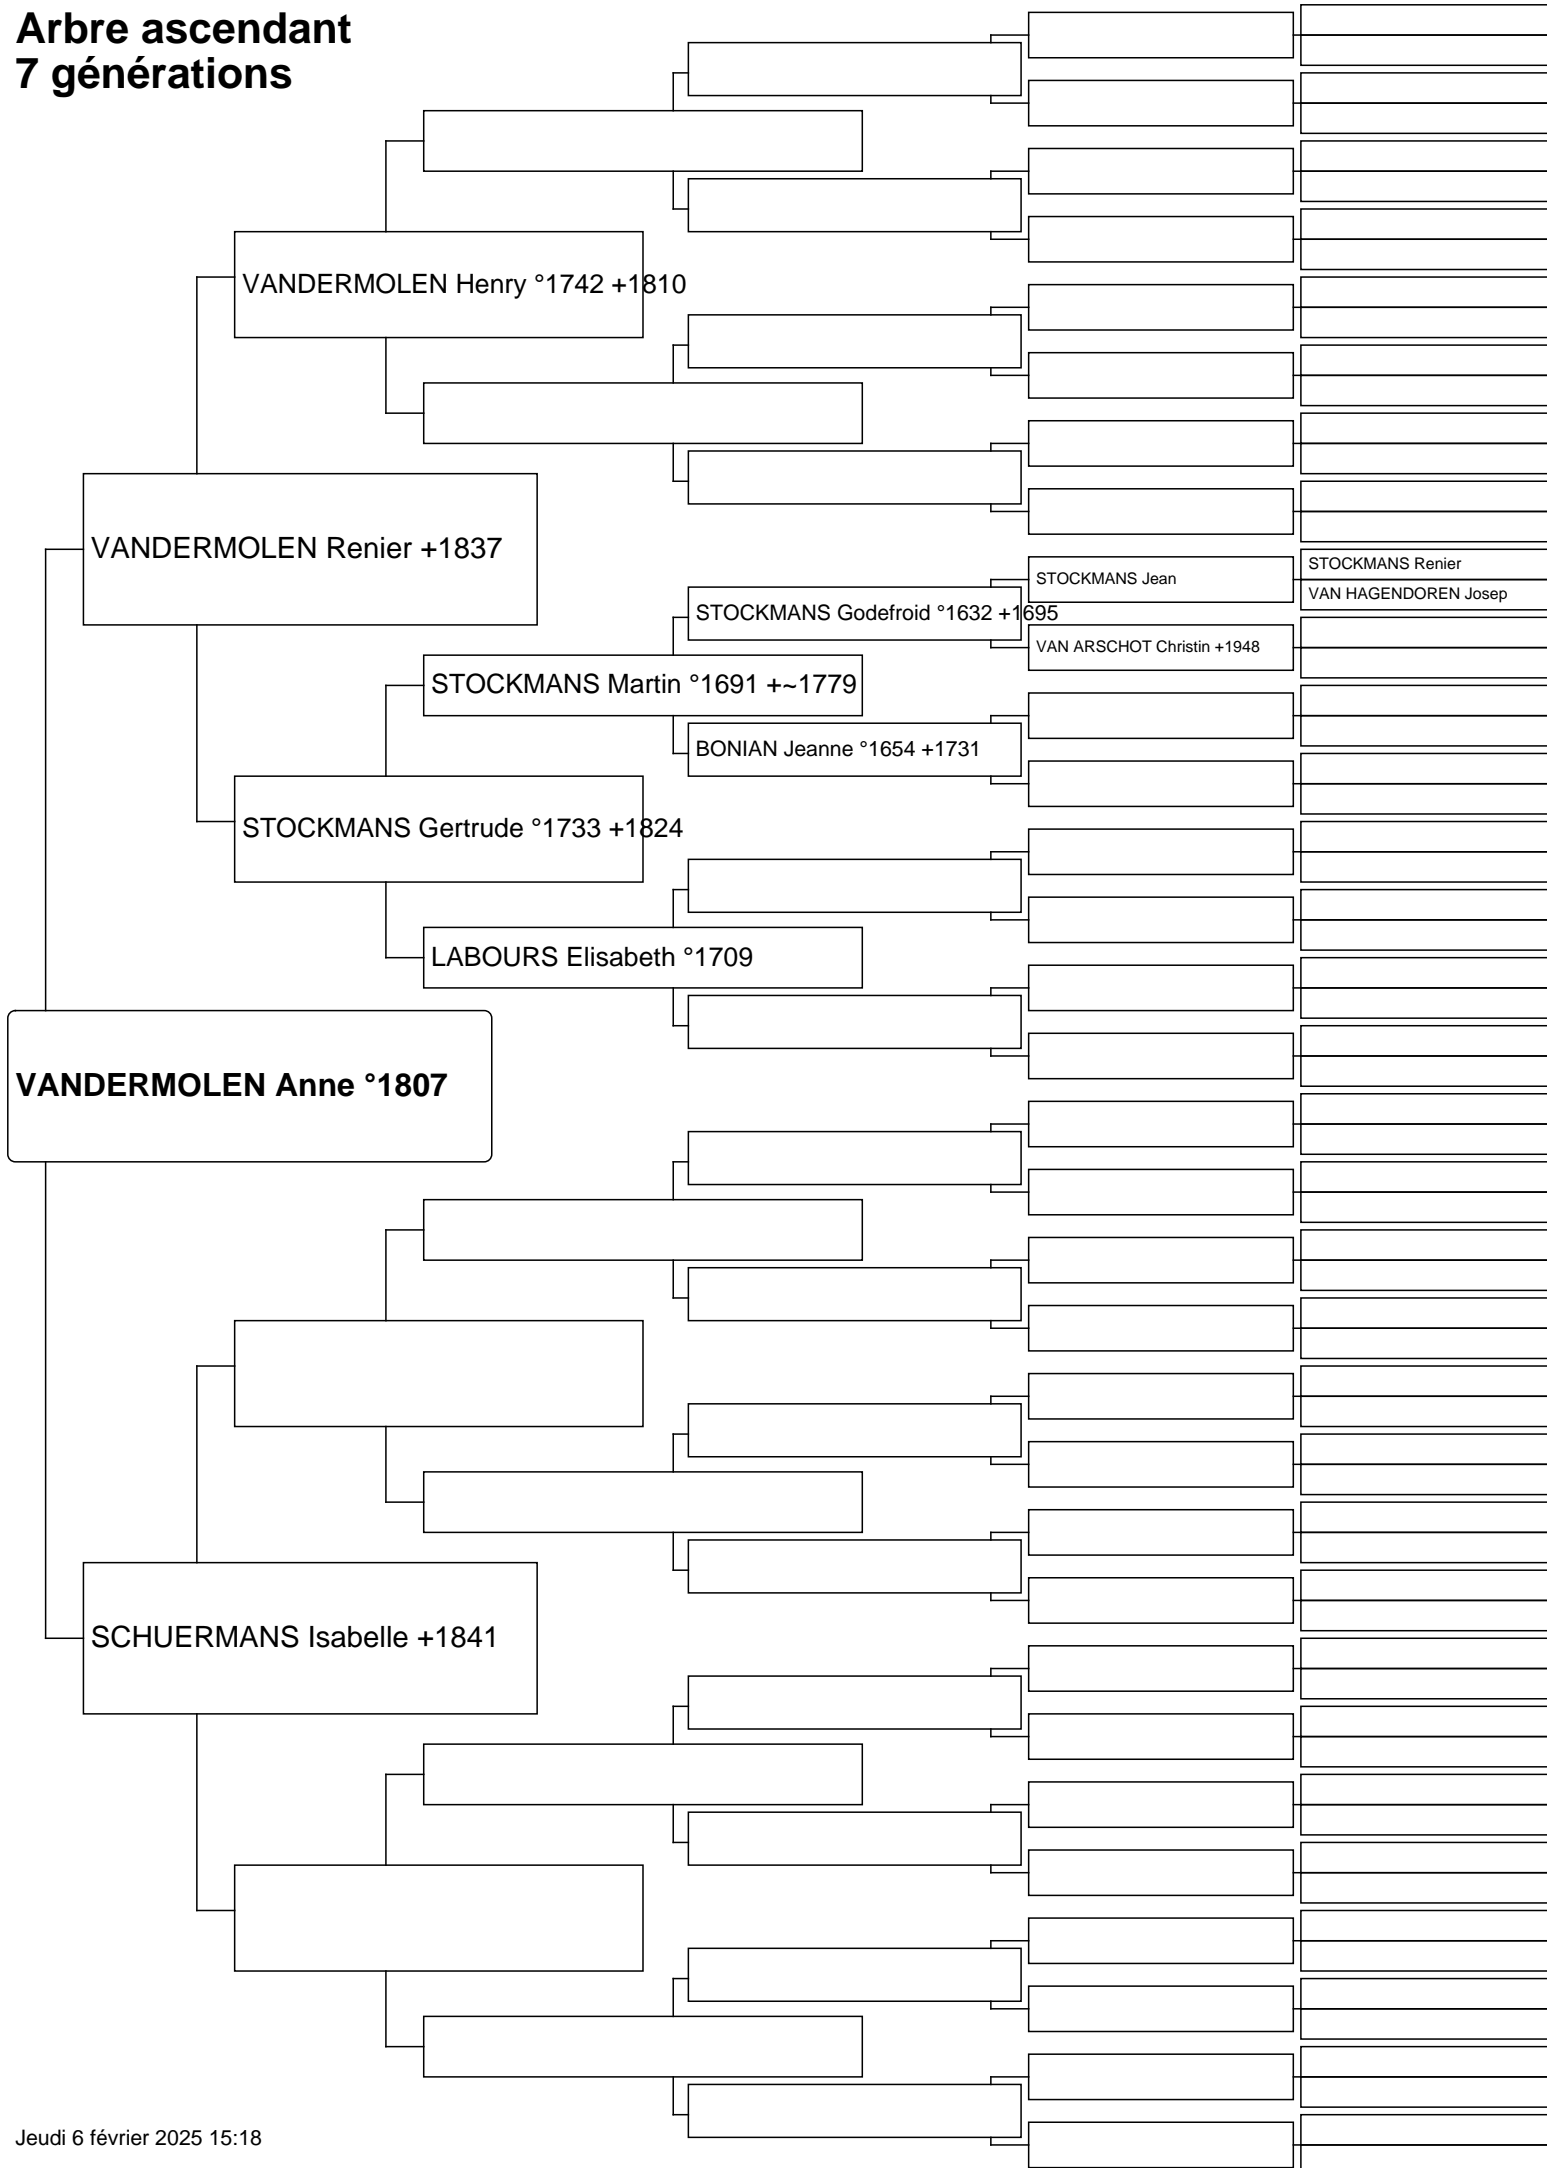 Arbre ascendant
7 générations
VANDERMOLEN Henry °1742 +1810
VANDERMOLEN Renier +1837
STOCKMANS Renier
STOCKMANS Jean
VAN HAGENDOREN Josep
STOCKMANS Godefroid °1632 +1695
VAN ARSCHOT Christin +1948
STOCKMANS Martin °1691 +~1779
BONIAN Jeanne °1654 +1731
STOCKMANS Gertrude °1733 +1824
LABOURS Elisabeth °1709
VANDERMOLEN Anne °1807
SCHUERMANS Isabelle +1841
Jeudi 6 février 2025 15:18